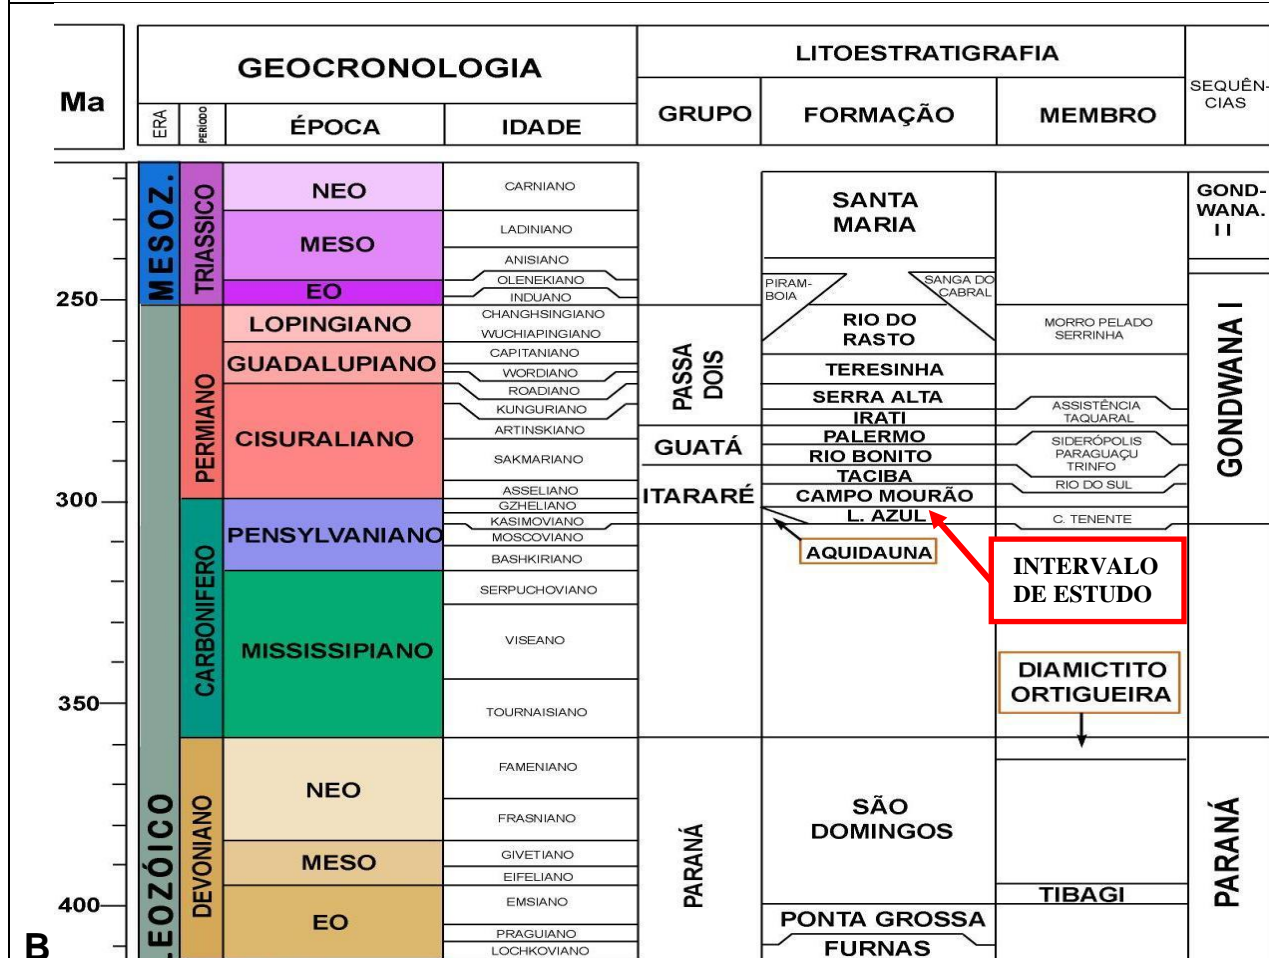 GEOCRONOLOGIA
LITOESTRATIGRAFIA
Ma
SEQUÊN-
CIAS
ERA
PERÍODO
ÉPOCA
IDADE
GRUPO
FORMAÇÃO
MEMBRO
MESOZ.
TRIASSICO
NEO
CARNIANO
SANTA
MARIA
GOND-
WANA.
II
MESO
LADINIANO
ANISIANO
OLENEKIANO
PIRAM-
BOIA
SANGA DO
CABRAL
250
EO
INDUANO
LEOZÓICO
PERMIANO
LOPINGIANO
CHANGHSINGIANO
WUCHIAPINGIANO
PASSA
DOIS
RIO DO
RASTO
MORRO PELADO
SERRINHA
GONDWANA I
GUADALUPIANO
CAPITANIANO
WORDIANO
ROADIANO
TERESINHA
CISURALIANO
KUNGURIANO
SERRA ALTA
ASSISTÊNCIA
TAQUARAL
IRATI
ARTINSKIANO
GUATÁ
PALERMO
SIDERÓPOLIS
PARAGUAÇU
TRINFO
RIO BONITO
SAKMARIANO
ITARARÉ
TACIBA
RIO DO SUL
ASSELIANO
CAMPO MOURÃO
300
CARBONIFERO
PENSYLVANIANO
GZHELIANO
KASIMOVIANO
L. AZUL
C. TENENTE
MOSCOVIANO
BASHKIRIANO
AQUIDAUNA
INTERVALO
DE ESTUDO
MISSISSIPIANO
SERPUCHOVIANO
VISEANO
TOURNAISIANO
DIAMICTITO
ORTIGUEIRA
350
DEVONIANO
NEO
FAMENIANO
FRASNIANO
PARANÁ
SÃO
DOMINGOS
PARANÁ
MESO
GIVETIANO
EIFELIANO
TIBAGI
400
EO
EMSIANO
PRAGUIANO
LOCHKOVIANO
PONTA GROSSA
FURNAS
B